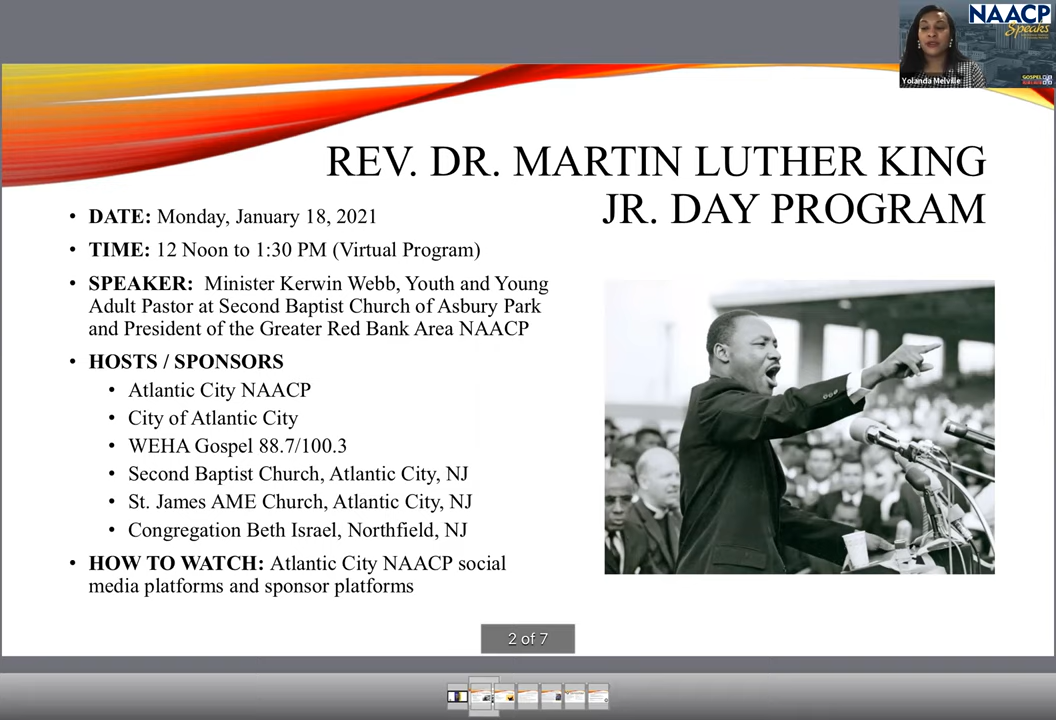 NAACP
Speaks
Yolanda Melville
GOSPEL
REV. DR. MARTIN LUTHER KING
JR. DAY PROGRAM
• DATE: Monday, January 18, 2021
• TIME: 12 Noon to 1:30 PM (Virtual Program)
• SPEAKER: Minister Kerwin Webb, Youth and Young
Adult Pastor at Second Baptist Church of Asbury Park
and President of the Greater Red Bank Area NAACP
• HOSTS / SPONSORS
• Atlantic City NAACP
• City of Atlantic City
• WEHA Gospel 88.7/100.3
• Second Baptist Church, Atlantic City, NJ
• St. James AME Church, Atlantic City, NJ
• Congregation Beth Israel, Northfield, NJ
• HOW TO WATCH: Atlantic City NAACP social
media platforms and sponsor platforms
2 of 7